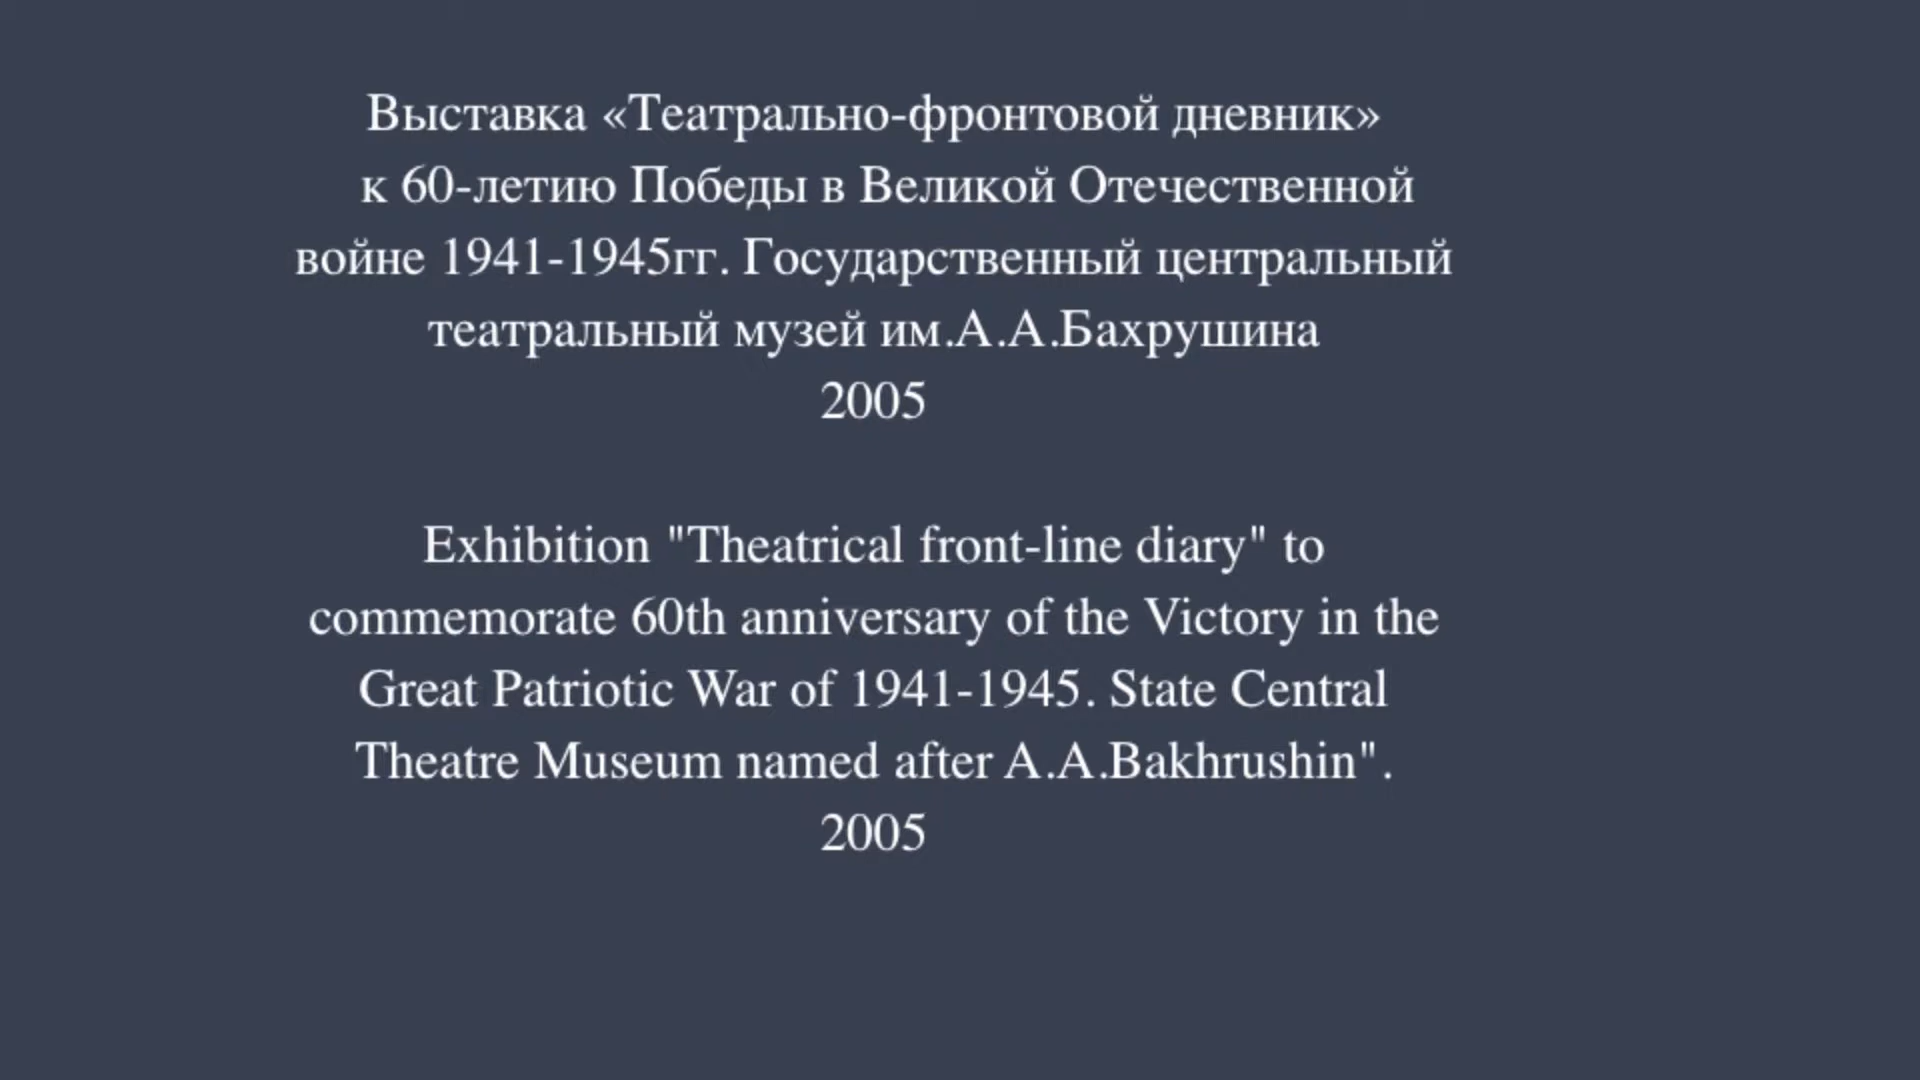 Выставка «Театрально-фронтовой дневник»
к 60-летию Победы в Великой Отечественной
войне 1941-1945гг. Государственный центральный
театральный музей им.А.А.Бахрушина
2005
Exhibition "Theatrical front-line diary" to
commemorate 60th anniversary of the Victory in the
Great Patriotic War of 1941-1945. State Central
Theatre Museum named after A.A.Bakhrushin".
2005